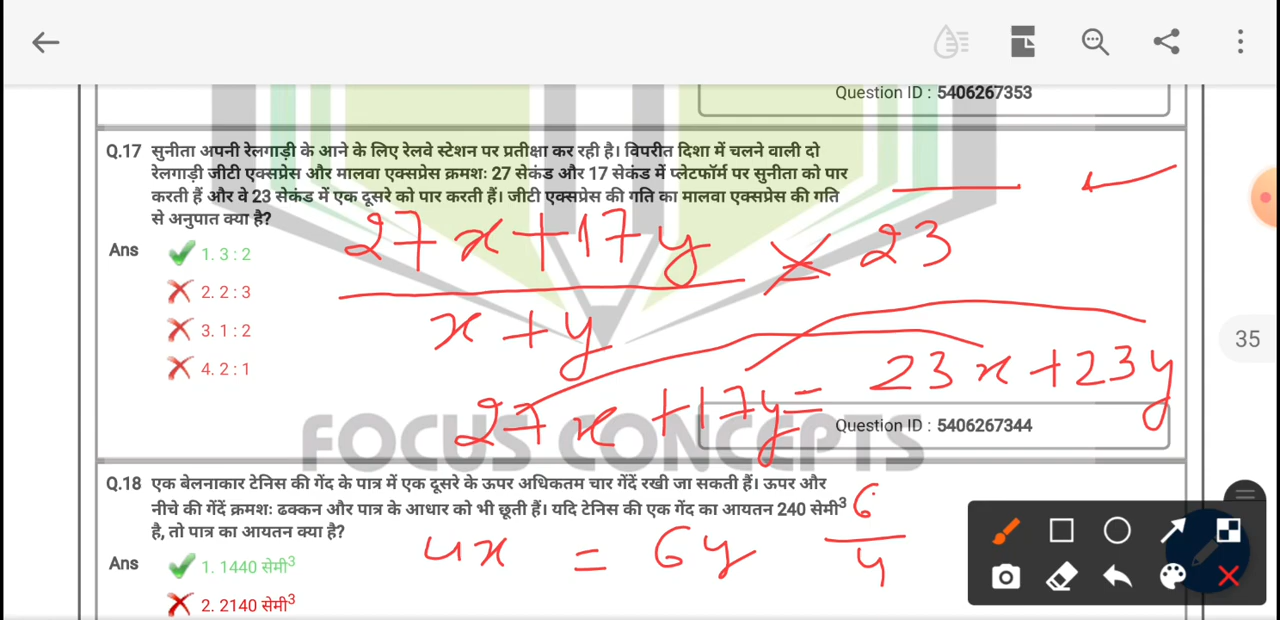 Question ID : 5406267353
Q.17 सुनीता अपनी रेलगाड़ी के आने के लिए रेलवे स्टेशन पर प्रतीक्षा कर रही है। विपरीत दिशा में चलने वाली दो
रेलगाड़ी जीटी एक्सप्रेस और मालवा एक्सप्रेस क्रमश: 27 सेकंड और 17 सेकंड में प्लेटफॉर्म पर सुनीता को पार
करती हैं और वे 23 सेकंड में एक दूसरे को पार करती हैं। जीटी एक्सप्रेस की गति का मालवा एक्सप्रेस की गति
से अनुपात क्या है?
27x+17y = 23
x+y
Ans 1. 3 : 2
2. 2 : 3
3. 1 : 2
4. 2 : 1
35
27x+17y = 23x+23y
Question ID : 5406267344
FOCUS CONCEPTS
Q.18 एक बेलनाकार टेनिस की गेंद के पात्र में एक दूसरे के ऊपर अधिकतम चार गेंदें रखी जा सकती हैं। ऊपर और
नीचे की गेंदें क्रमश: ढक्कन और पात्र के आधार को भी छूती हैं। यदि टेनिस की एक गेंद का आयतन 240 सेमी³
है, तो पात्र का आयतन क्या है?
4x = 6y
6
4
Ans 1. 1440 सेमी³
2. 2140 सेमी³